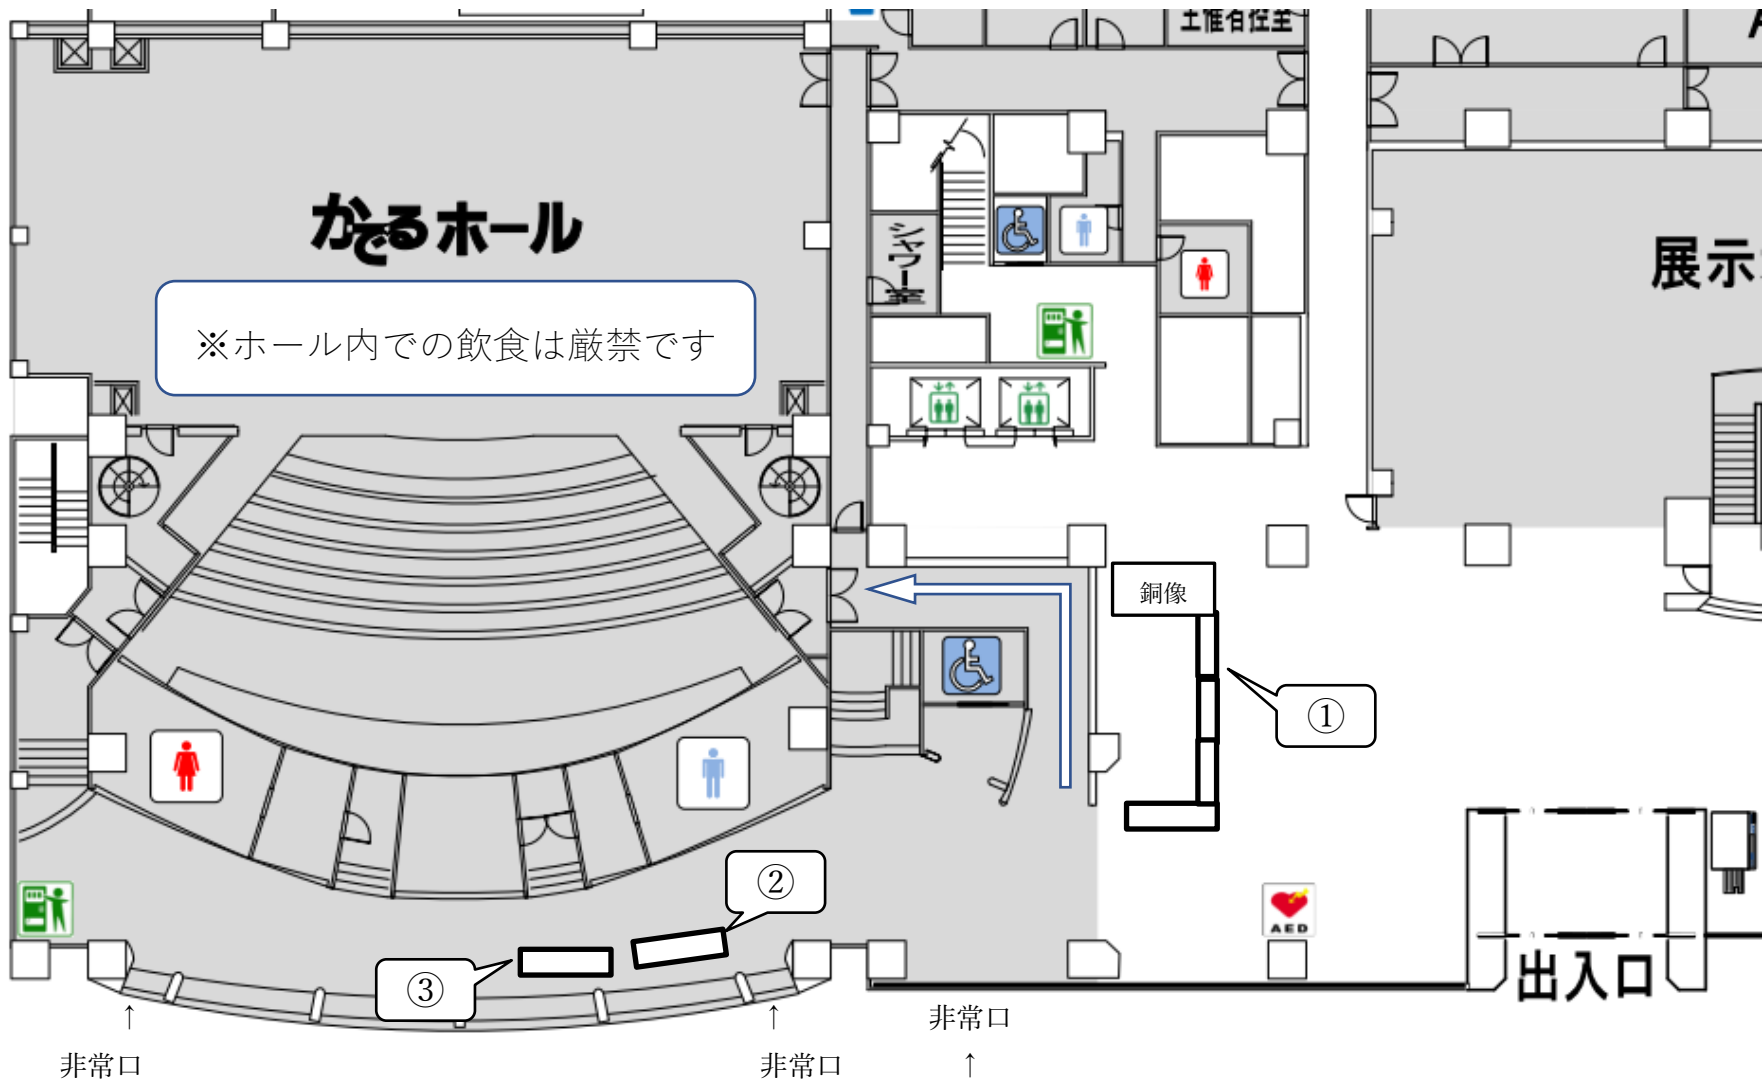 主催者控室
かでるホール
※ホール内での飲食は厳禁です
シャワー室
展示
銅像
①
②
③
AED
出入口
↑
↑
非常口
非常口
非常口
↑